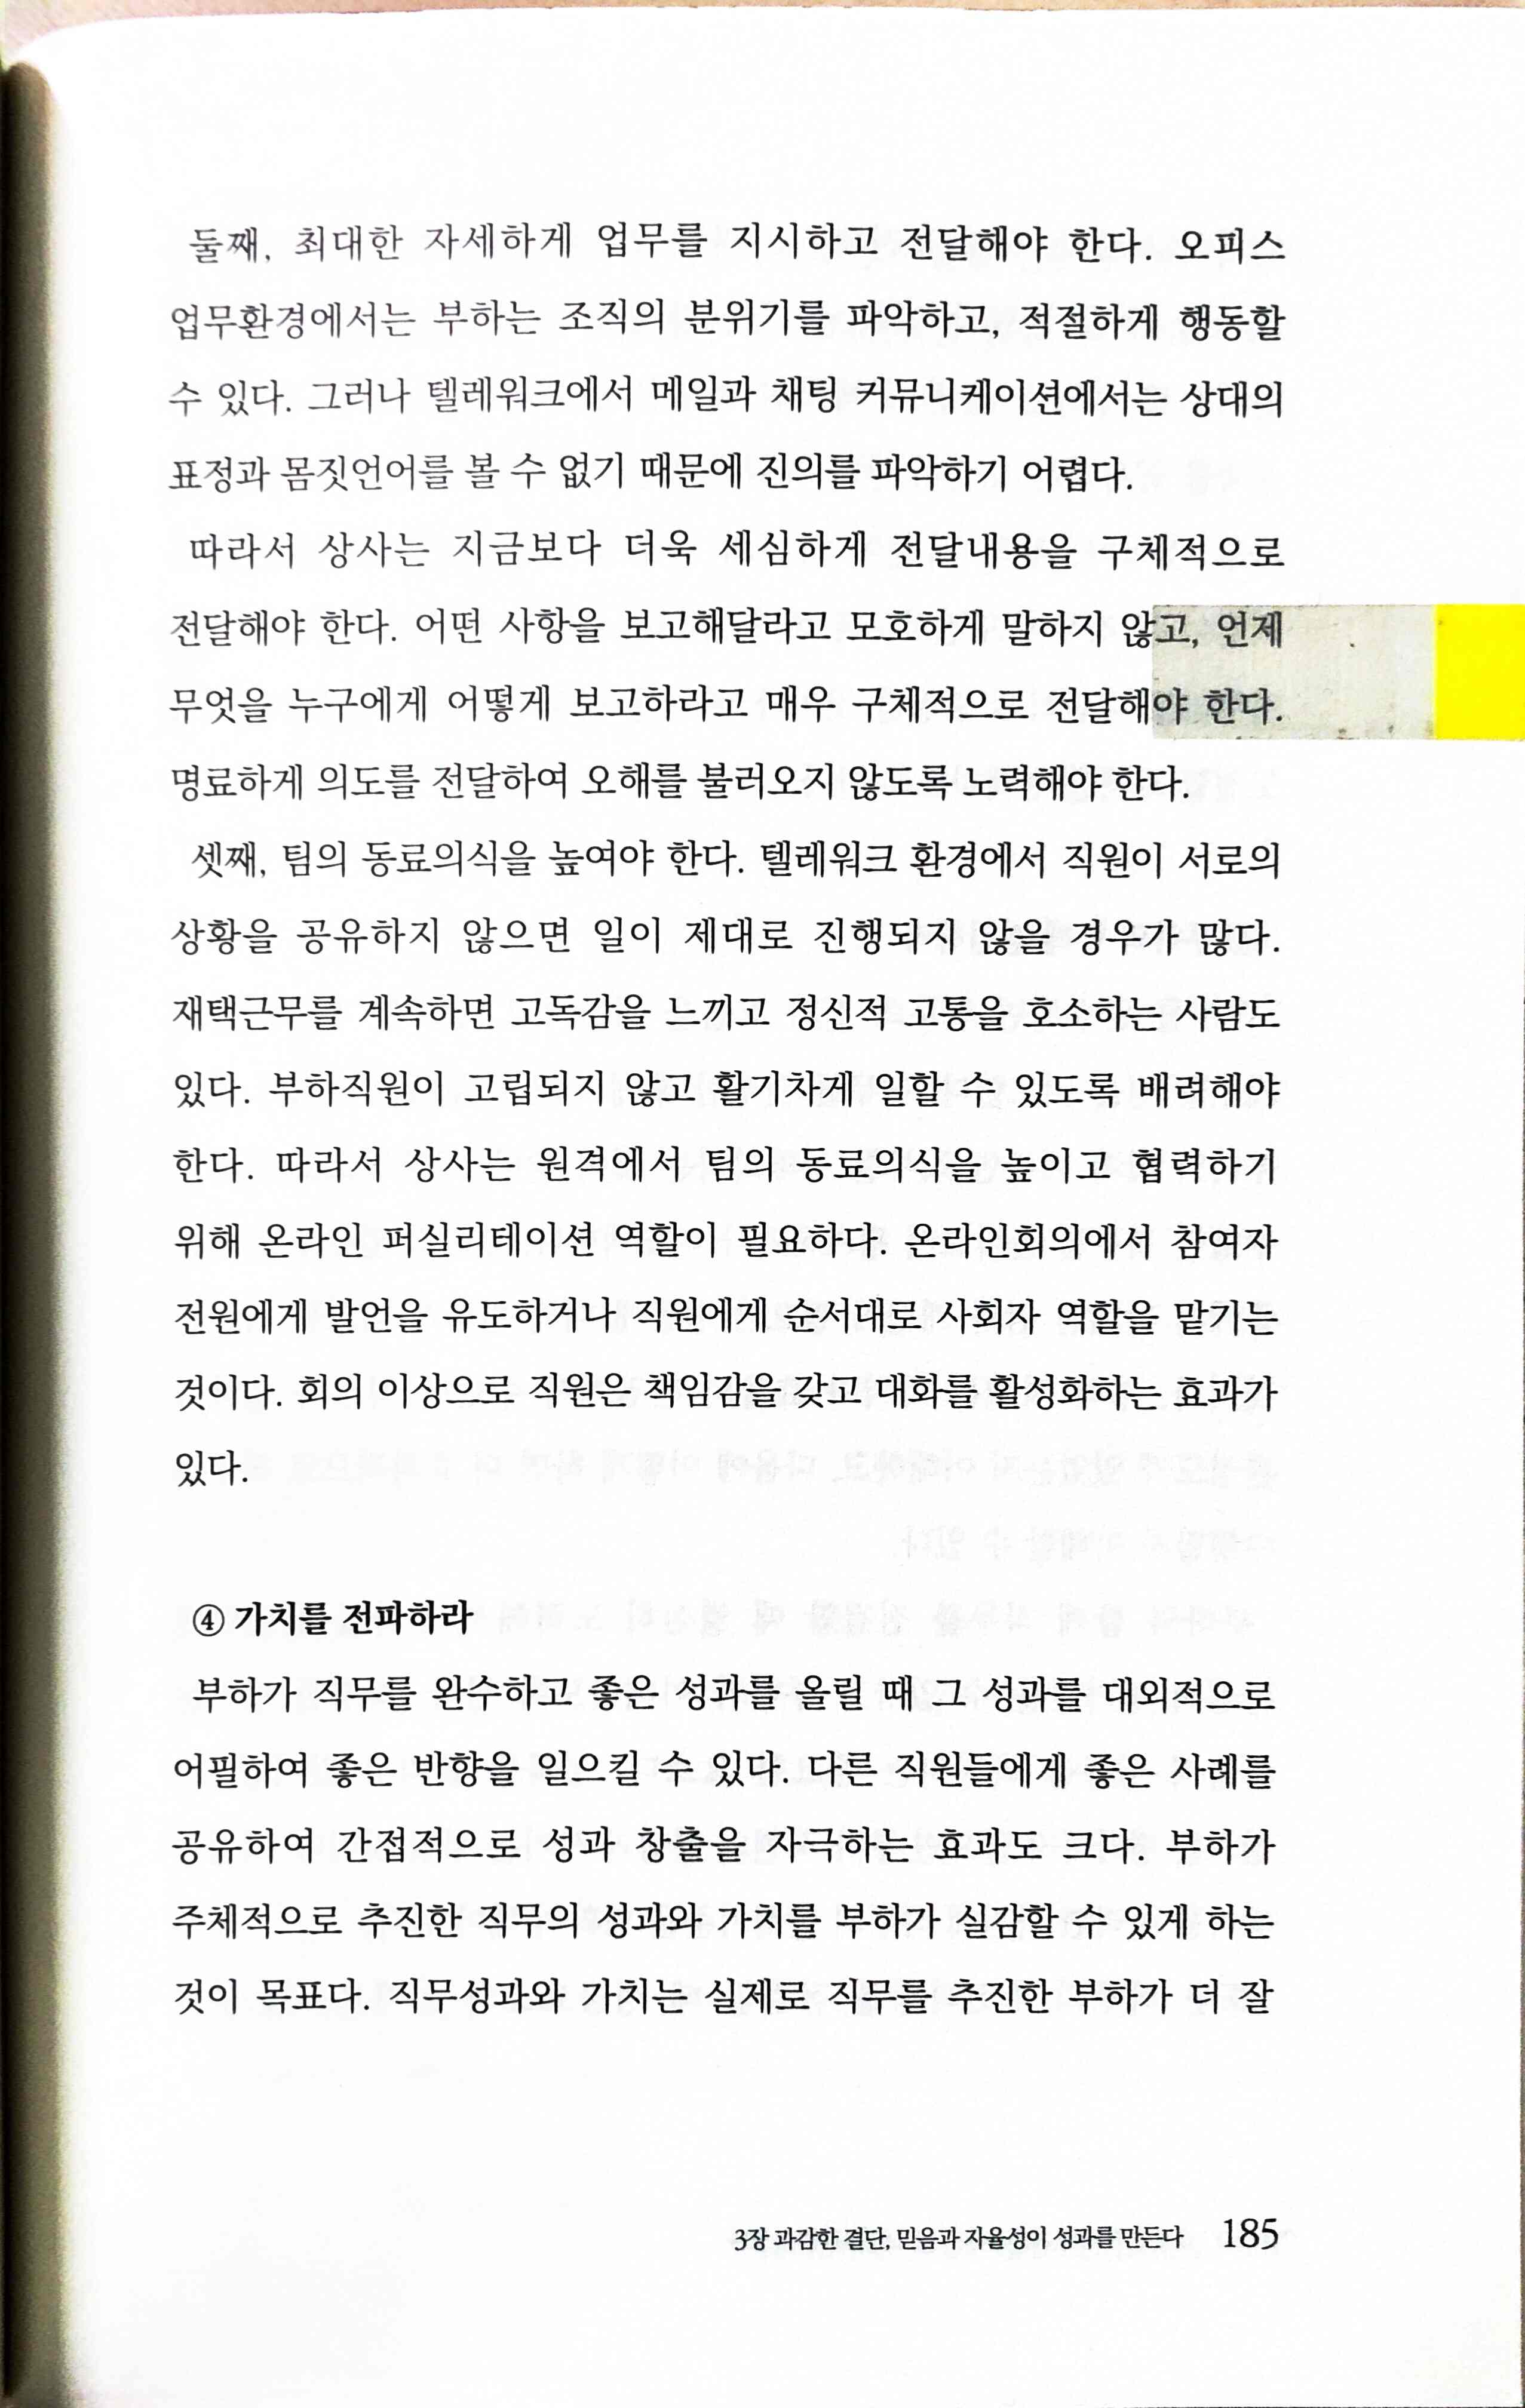 둘째, 최대한 자세하게 업무를 지시하고 전달해야 한다. 오피스
업무환경에서는 부하는 조직의 분위기를 파악하고, 적절하게 행동할
수 있다. 그러나 텔레워크에서 메일과 채팅 커뮤니케이션에서는 상대의
표정과 몸짓언어를 볼 수 없기 때문에 진의를 파악하기 어렵다.
따라서 상사는 지금보다 더욱 세심하게 전달내용을 구체적으로
전달해야 한다. 어떤 사항을 보고해달라고 모호하게 말하지 않고, 언제
무엇을 누구에게 어떻게 보고하라고 매우 구체적으로 전달해야 한다.
명료하게 의도를 전달하여 오해를 불러오지 않도록 노력해야 한다.
셋째, 팀의 동료의식을 높여야 한다. 텔레워크 환경에서 직원이 서로의
상황을 공유하지 않으면 일이 제대로 진행되지 않을 경우가 많다.
재택근무를 계속하면 고독감을 느끼고 정신적 고통을 호소하는 사람도
있다. 부하직원이 고립되지 않고 활기차게 일할 수 있도록 배려해야
한다. 따라서 상사는 원격에서 팀의 동료의식을 높이고 협력하기
위해 온라인 퍼실리테이션 역할이 필요하다. 온라인회의에서 참여자
전원에게 발언을 유도하거나 직원에게 순서대로 사회자 역할을 맡기는
것이다. 회의 이상으로 직원은 책임감을 갖고 대화를 활성화하는 효과가
있다.
④ 가치를 전파하라
부하가 직무를 완수하고 좋은 성과를 올릴 때 그 성과를 대외적으로
어필하여 좋은 반향을 일으킬 수 있다. 다른 직원들에게 좋은 사례를
공유하여 간접적으로 성과 창출을 자극하는 효과도 크다. 부하가
주체적으로 추진한 직무의 성과와 가치를 부하가 실감할 수 있게 하는
것이 목표다. 직무성과와 가치는 실제로 직무를 추진한 부하가 더 잘
3장 과감한 결단, 믿음과 자율성이 성과를 만든다 185